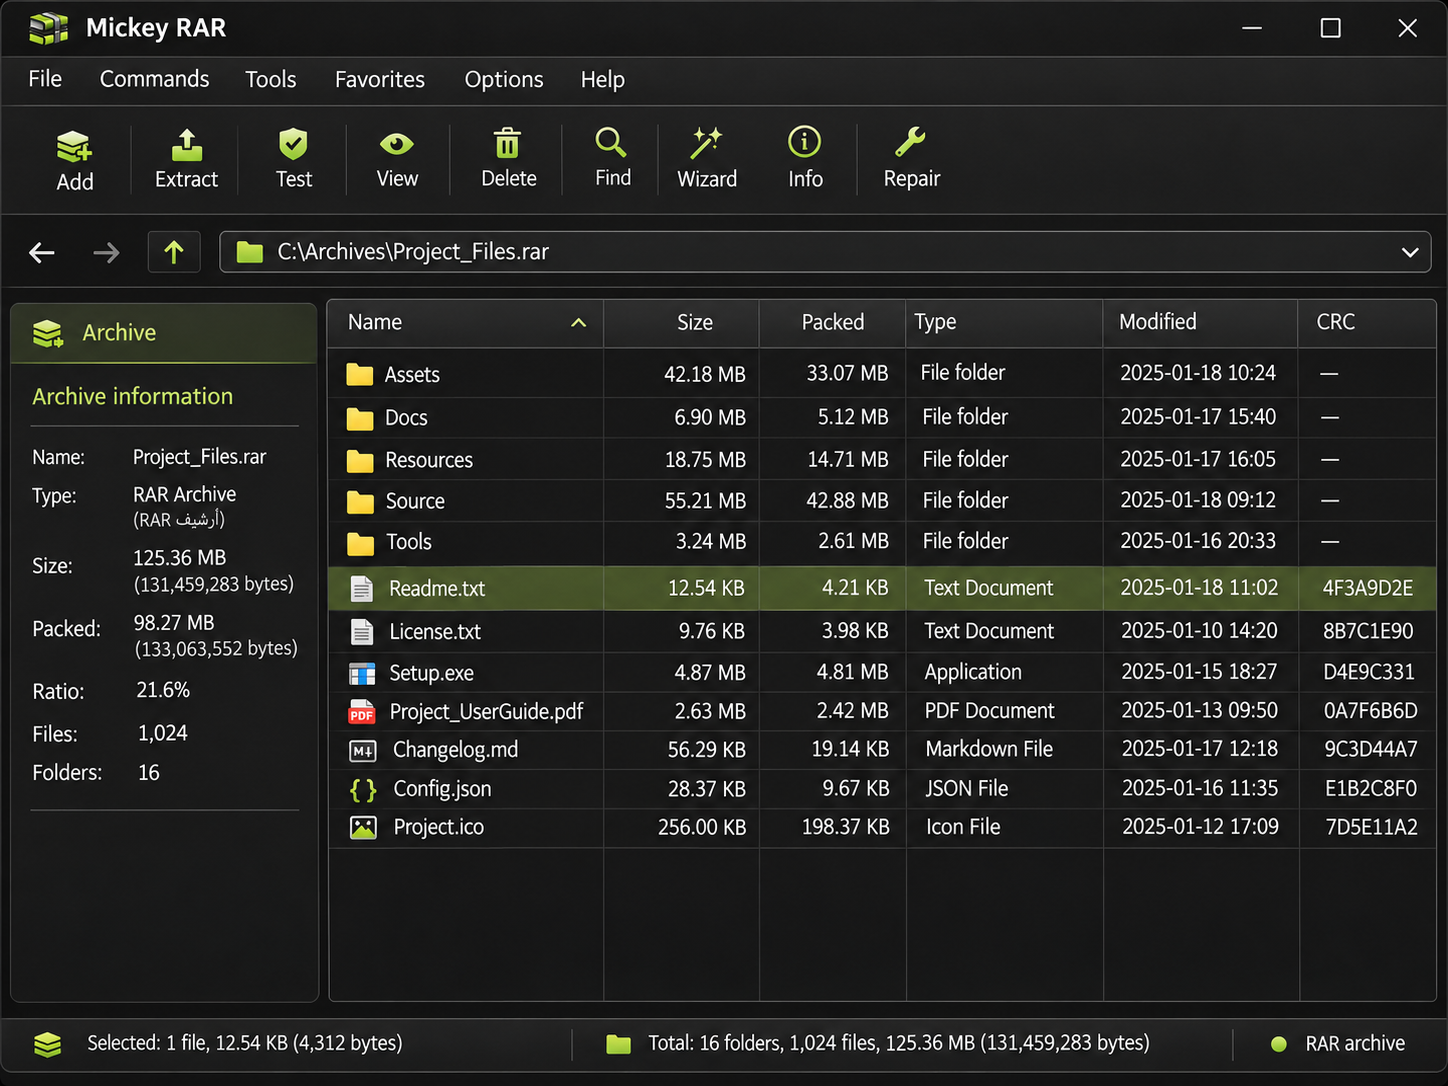 Mickey RAR
File Commands Tools Favorites Options Help
Add Extract Test View Delete Find Wizard Info Repair
C:\Archives\Project_Files.rar
Archive
Archive information
Name: Project_Files.rar
Type: RAR Archive
(أرشيف RAR)
Size: 125.36 MB
(131,459,283 bytes)
Packed: 98.27 MB
(133,063,552 bytes)
Ratio: 21.6%
Files: 1,024
Folders: 16
Name Size Packed Type Modified CRC
Assets 42.18 MB 33.07 MB File folder 2025-01-18 10:24 —
Docs 6.90 MB 5.12 MB File folder 2025-01-17 15:40 —
Resources 18.75 MB 14.71 MB File folder 2025-01-17 16:05 —
Source 55.21 MB 42.88 MB File folder 2025-01-18 09:12 —
Tools 3.24 MB 2.61 MB File folder 2025-01-16 20:33 —
Readme.txt 12.54 KB 4.21 KB Text Document 2025-01-18 11:02 4F3A9D2E
License.txt 9.76 KB 3.98 KB Text Document 2025-01-10 14:20 8B7C1E90
Setup.exe 4.87 MB 4.81 MB Application 2025-01-15 18:27 D4E9C331
PDF Project_UserGuide.pdf 2.63 MB 2.42 MB PDF Document 2025-01-13 09:50 0A7F6B6D
M↓ Changelog.md 56.29 KB 19.14 KB Markdown File 2025-01-17 12:18 9C3D44A7
{ } Config.json 28.37 KB 9.67 KB JSON File 2025-01-16 11:35 E1B2C8F0
Project.ico 256.00 KB 198.37 KB Icon File 2025-01-12 17:09 7D5E11A2
Selected: 1 file, 12.54 KB (4,312 bytes)
Total: 16 folders, 1,024 files, 125.36 MB (131,459,283 bytes)
RAR archive